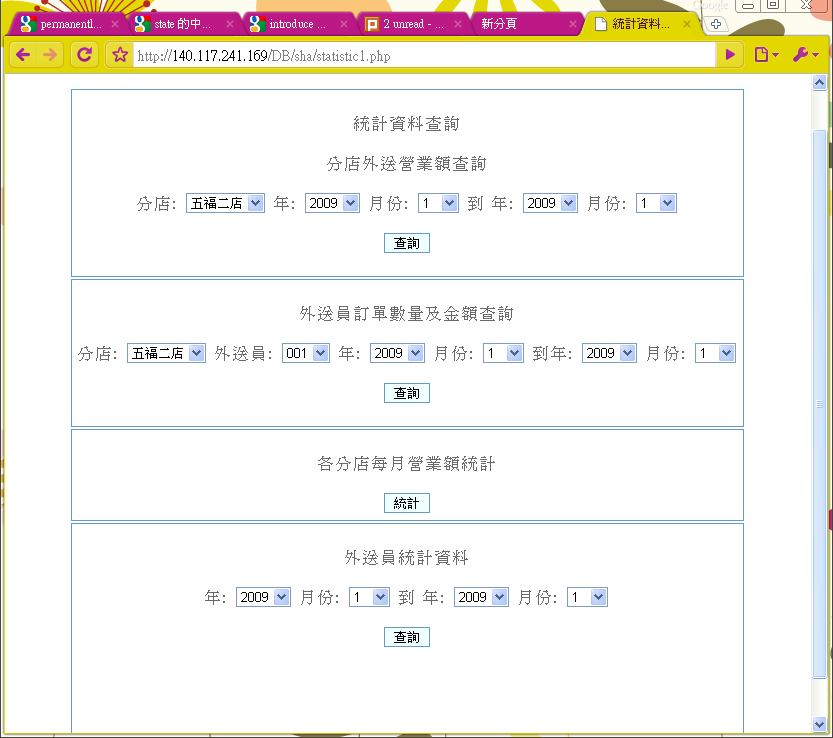 Google
permanentl...
state 的中...
introduce ...
2 unread - ...
新分頁
統計資料...
http://140.117.241.169/DB/sha/statistic1.php
統計資料查詢
分店外送營業額查詢
分店: 五福二店 年: 2009 月份: 1 到 年: 2009 月份: 1
查詢
外送員訂單數量及金額查詢
分店: 五福二店 外送員: 001 年: 2009 月份: 1 到年: 2009 月份: 1
查詢
各分店每月營業額統計
統計
外送員統計資料
年: 2009 月份: 1 到 年: 2009 月份: 1
查詢